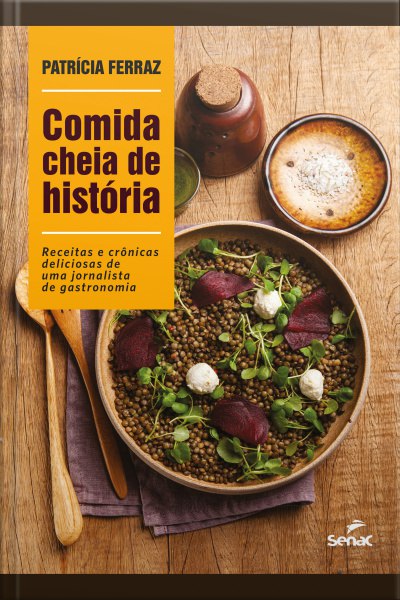 PATRÍCIA FERRAZ
Comida
cheia de
história
Receitas e crônicas
deliciosas de
uma jornalista
de gastronomia
Senac